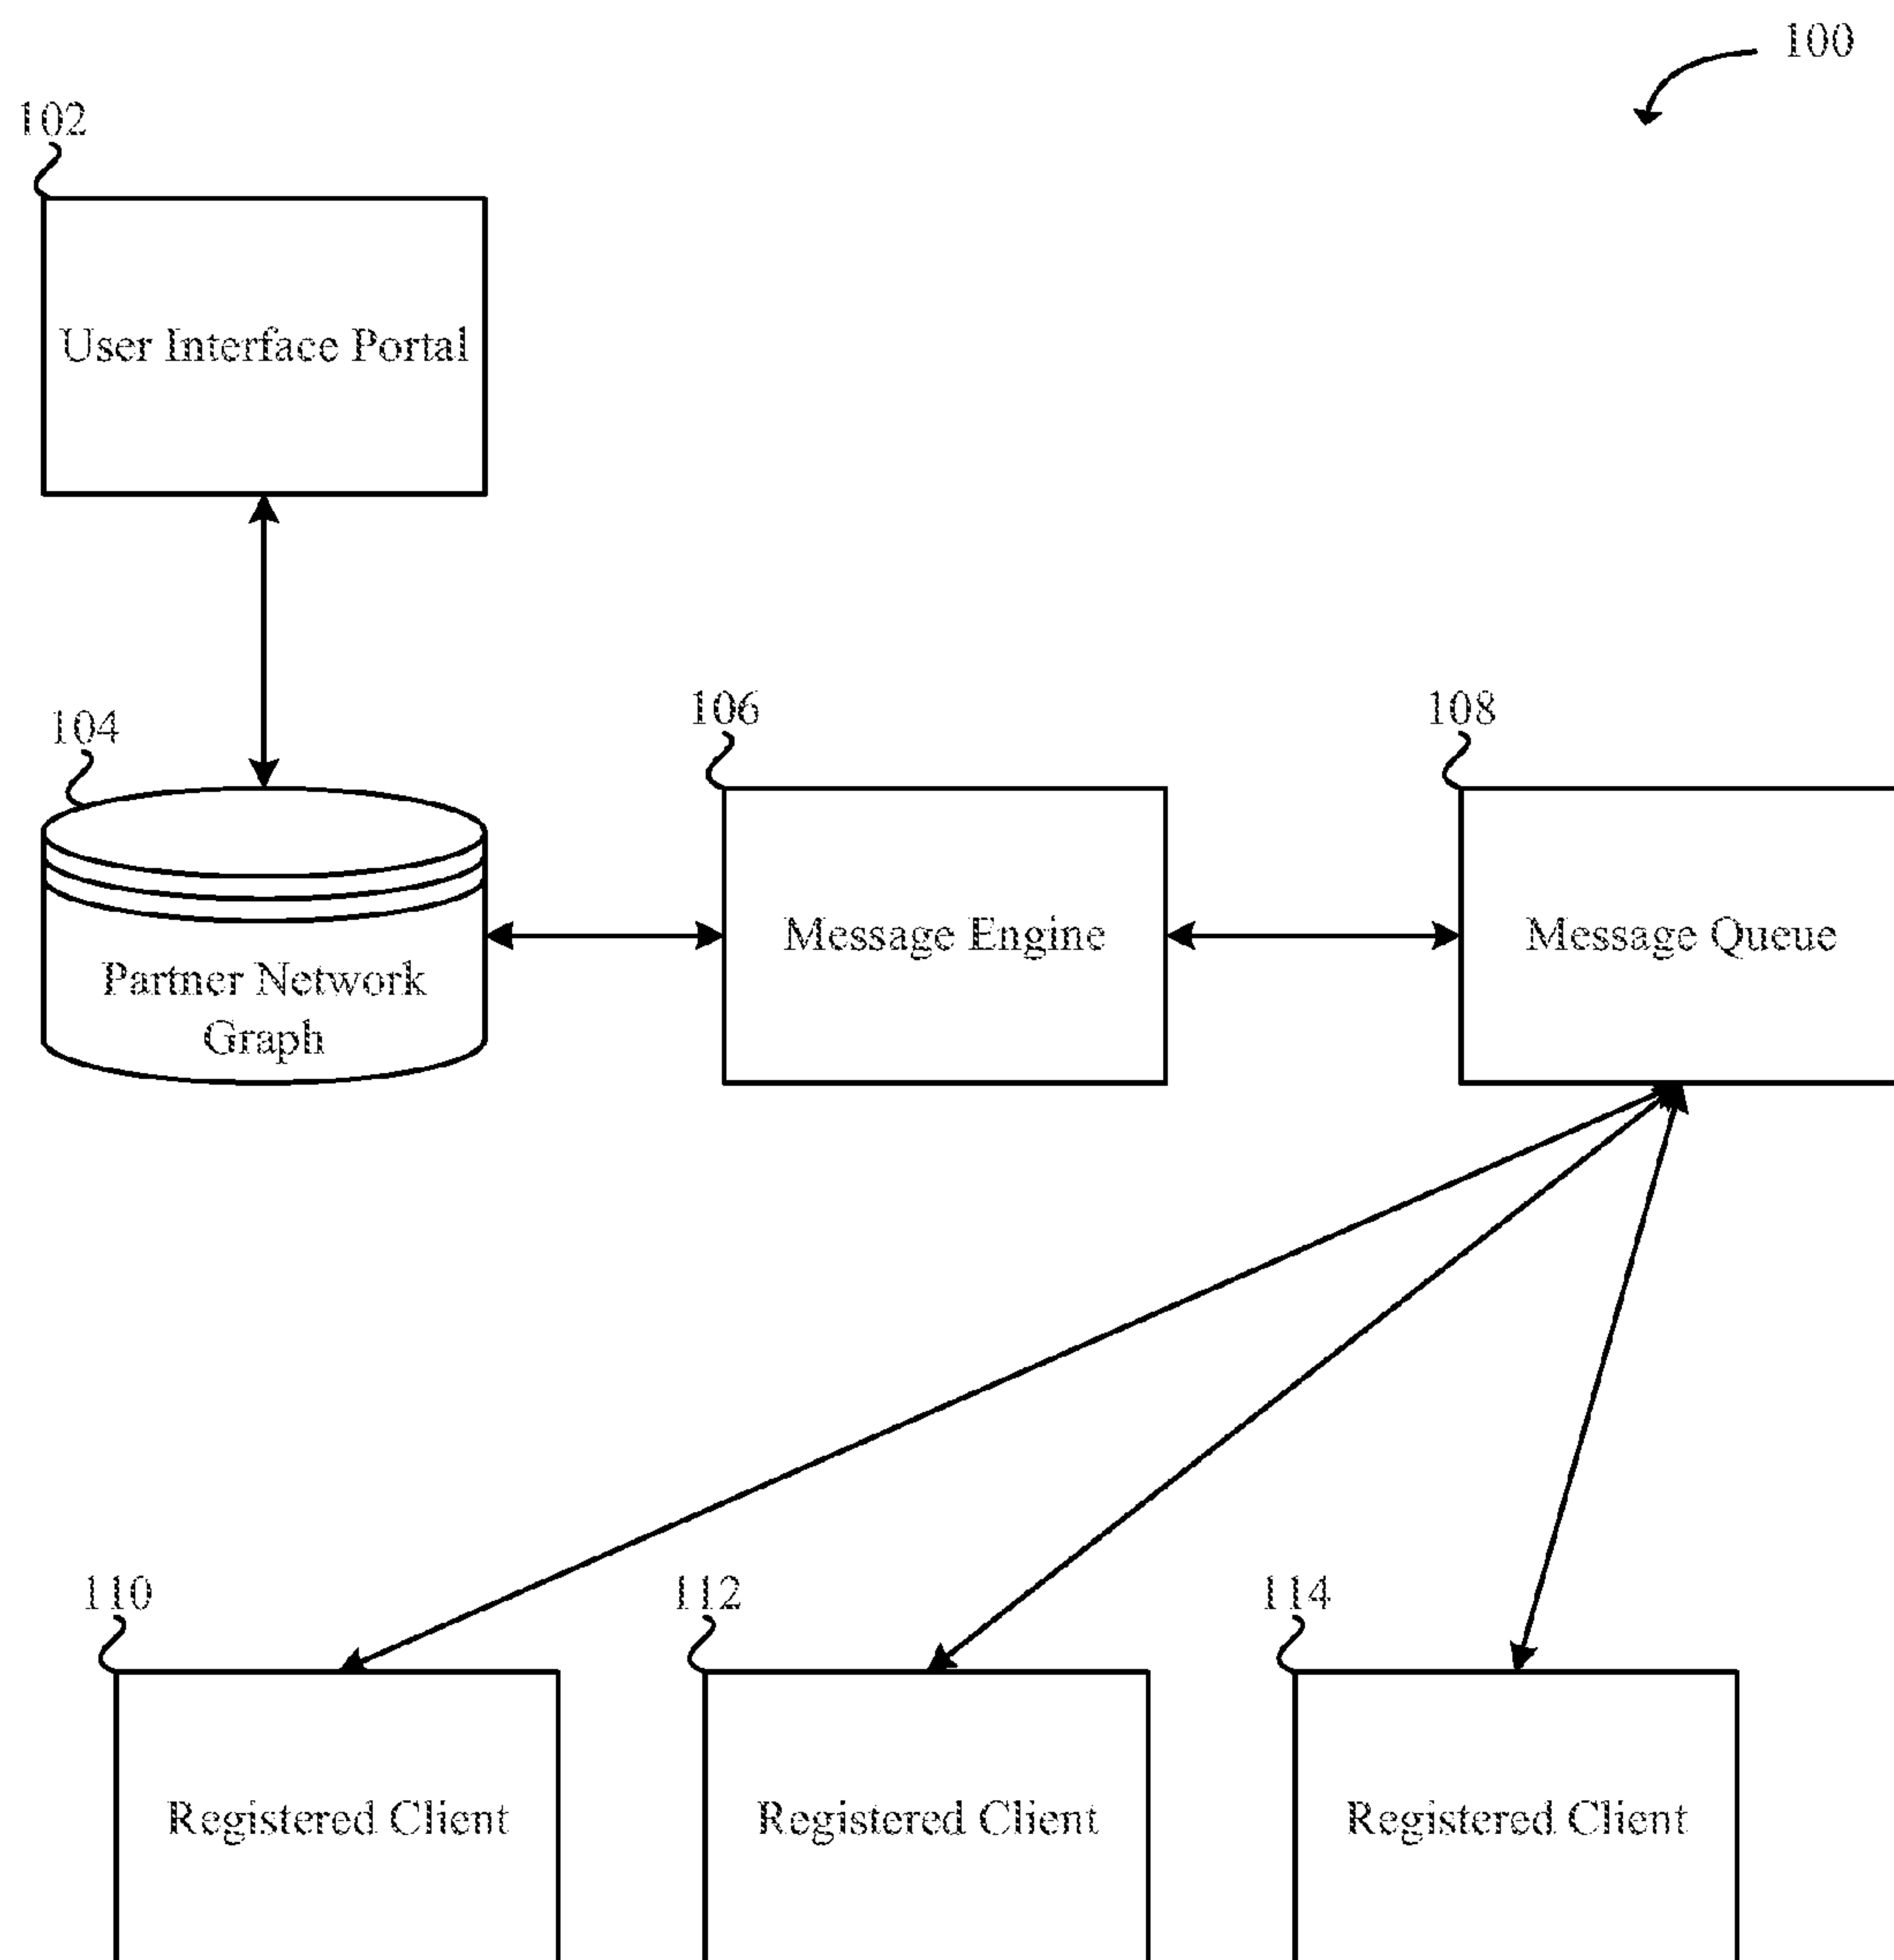 100
102
User Interface Portal
104
106
108
Partner Network
Graph
Message Engine
Message Queue
110
112
114
Registered Client
Registered Client
Registered Client